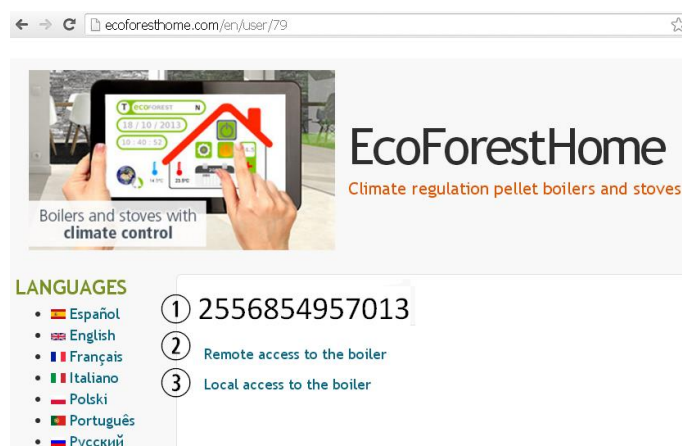 ecoforesthome.com/en/user/79
T ecoforest N
18 / 10 / 2013
10 : 40 : 52
Boilers and stoves with
climate control
EcoForestHome
Climate regulation pellet boilers and stoves
LANGUAGES
Español
English
Français
Italiano
Polski
Português
Русский
1 2556854957013
2 Remote access to the boiler
3 Local access to the boiler